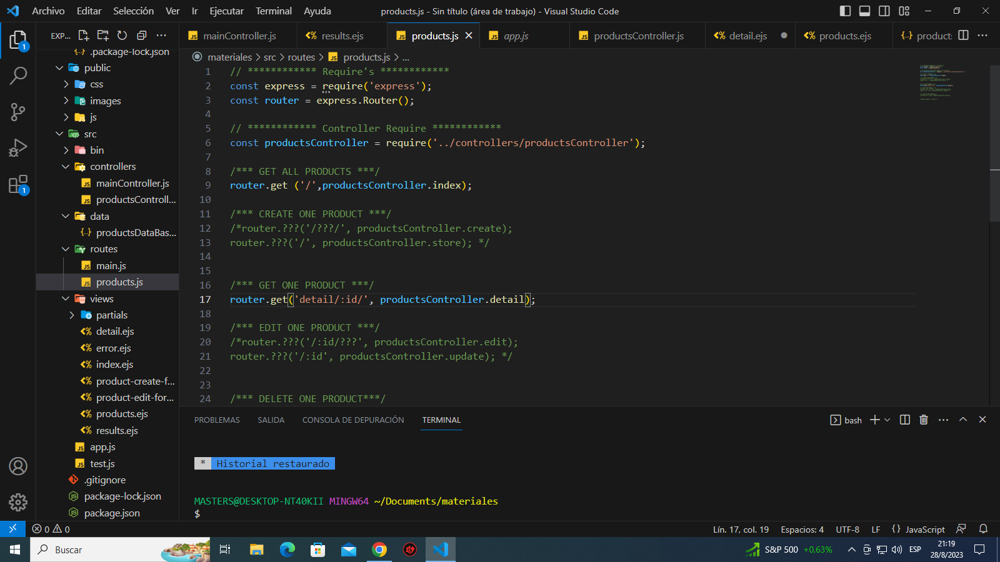 Archivo Editar Selección Ver Ir Ejecutar Terminal Ayuda
products.js - Sin título (área de trabajo) - Visual Studio Code
EXP...
mainController.js results.ejs products.js app.js productsController.js detail.ejs products.ejs product:
materiales > src > routes > products.js > ...
.package-lock.json
public
css
images
js
src
bin
controllers
mainController.js
productsControll...
data
productsDataBas...
routes
main.js
products.js
views
partials
detail.ejs
error.ejs
index.ejs
product-create-f...
product-edit-for...
products.ejs
results.ejs
app.js
test.js
.gitignore
package-lock.json
package.json
1 // ************ Require's ************
2 const express = require('express');
3 const router = express.Router();
4
5 // ************ Controller Require ************
6 const productsController = require('../controllers/productsController');
7
8 /*** GET ALL PRODUCTS ***/
9 router.get ('/',productsController.index);
10
11 /*** CREATE ONE PRODUCT ***/
12 /*router.???('/???/', productsController.create);
13 router.???('/', productsController.store); */
14
15
16 /*** GET ONE PRODUCT ***/
17 router.get('detail/:id/', productsController.detail);
18
19 /*** EDIT ONE PRODUCT ***/
20 /*router.???('/:id/???', productsController.edit);
21 router.???('/:id', productsController.update); */
22
23
24 /*** DELETE ONE PRODUCT***/
PROBLEMAS SALIDA CONSOLA DE DEPURACIÓN TERMINAL
bash
* Historial restaurado
MASTERS@DESKTOP-NT40KII MINGW64 ~/Documents/materiales
$
1
1
0 0
Lín. 17, col. 19 Espacios: 4 UTF-8 LF {} JavaScript
Buscar
S&P 500 +0,63%
ESP
21:19
28/8/2023